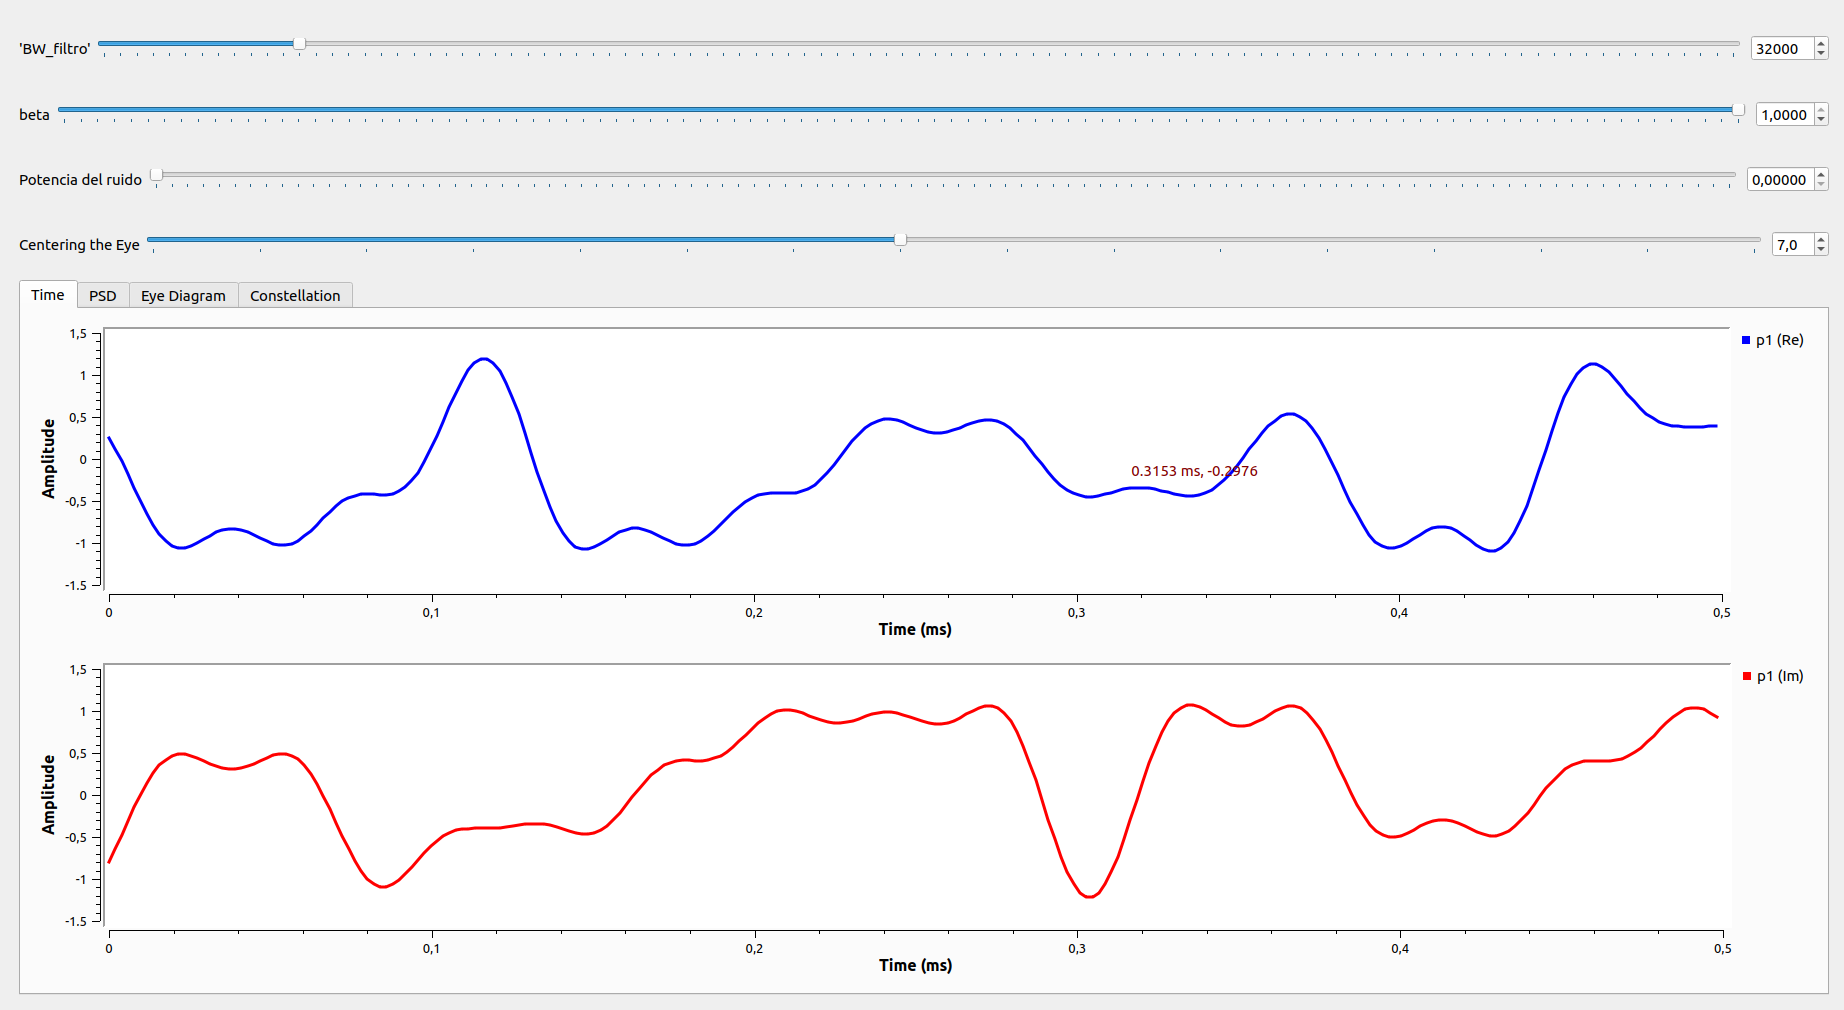 'BW_filtro' 32000
beta 1,0000
Potencia del ruido 0,00000
Centering the Eye 7,0
Time PSD Eye Diagram Constellation
1,5
1
0,5
0
-0,5
-1
-1.5
Amplitude
p1 (Re)
0.3153 ms, -0.2976
0 0,1 0,2 0,3 0,4 0,5
Time (ms)
1,5
1
0,5
0
-0,5
-1
-1.5
Amplitude
p1 (Im)
0 0,1 0,2 0,3 0,4 0,5
Time (ms)